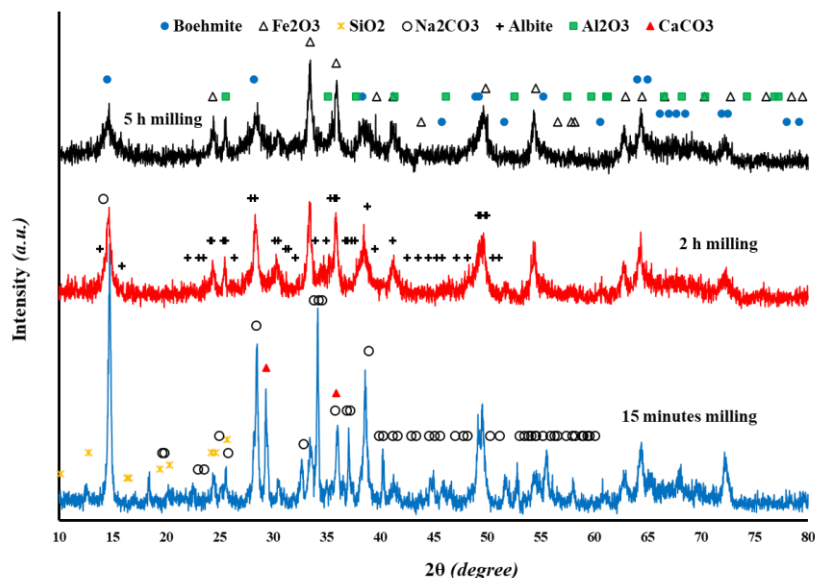 Boehmite Fe2O3 SiO2 Na2CO3 Albite Al2O3 CaCO3
5 h milling
2 h milling
15 minutes milling
Intensity (a.u.)
10 15 20 25 30 35 40 45 50 55 60 65 70 75 80
2θ (degree)